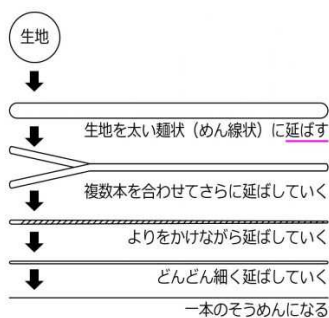 生地
生地を太い麺状（めん線状）に延ばす
複数本を合わせてさらに延ばしていく
よりをかけながら延ばしていく
どんどん細く延ばしていく
一本のそうめんになる